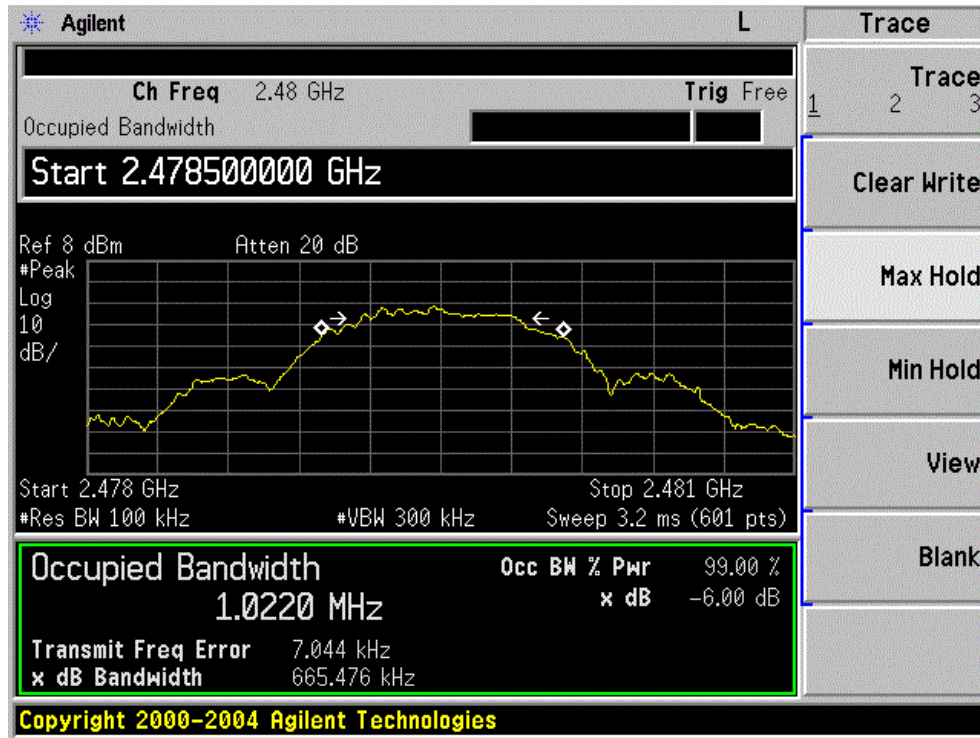 Agilent L Trace
Ch Freq 2.48 GHz Trig Free
Occupied Bandwidth
Start 2.478500000 GHz
Ref 8 dBm Atten 20 dB
#Peak
Log
10
dB/
Start 2.478 GHz Stop 2.481 GHz
#Res BW 100 kHz #VBW 300 kHz Sweep 3.2 ms (601 pts)
Occupied Bandwidth Occ BW % Pwr 99.00 %
1.0220 MHz x dB -6.00 dB
Transmit Freq Error 7.044 kHz
x dB Bandwidth 665.476 kHz
Copyright 2000-2004 Agilent Technologies
Trace
1 2 3
Clear Write
Max Hold
Min Hold
View
Blank